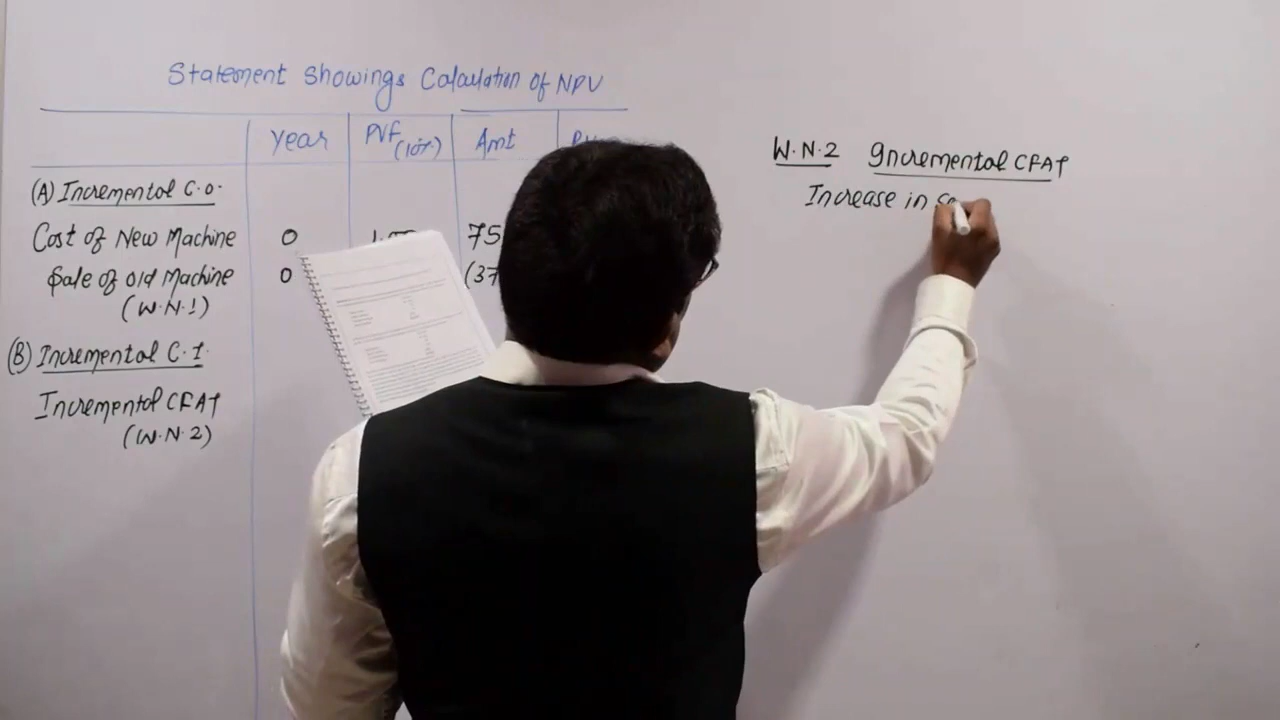 Statement Showings Calculation of NPV
Year PVF (10%) Amt
(A) Incremental C.O.
Cost of New Machine 0 75
Sale of Old Machine 0 (37
(W.N.1)
(B) Incremental C.I.
Incremental CFAT
(W.N.2)
W.N.2 Incremental CFAT
Increase in